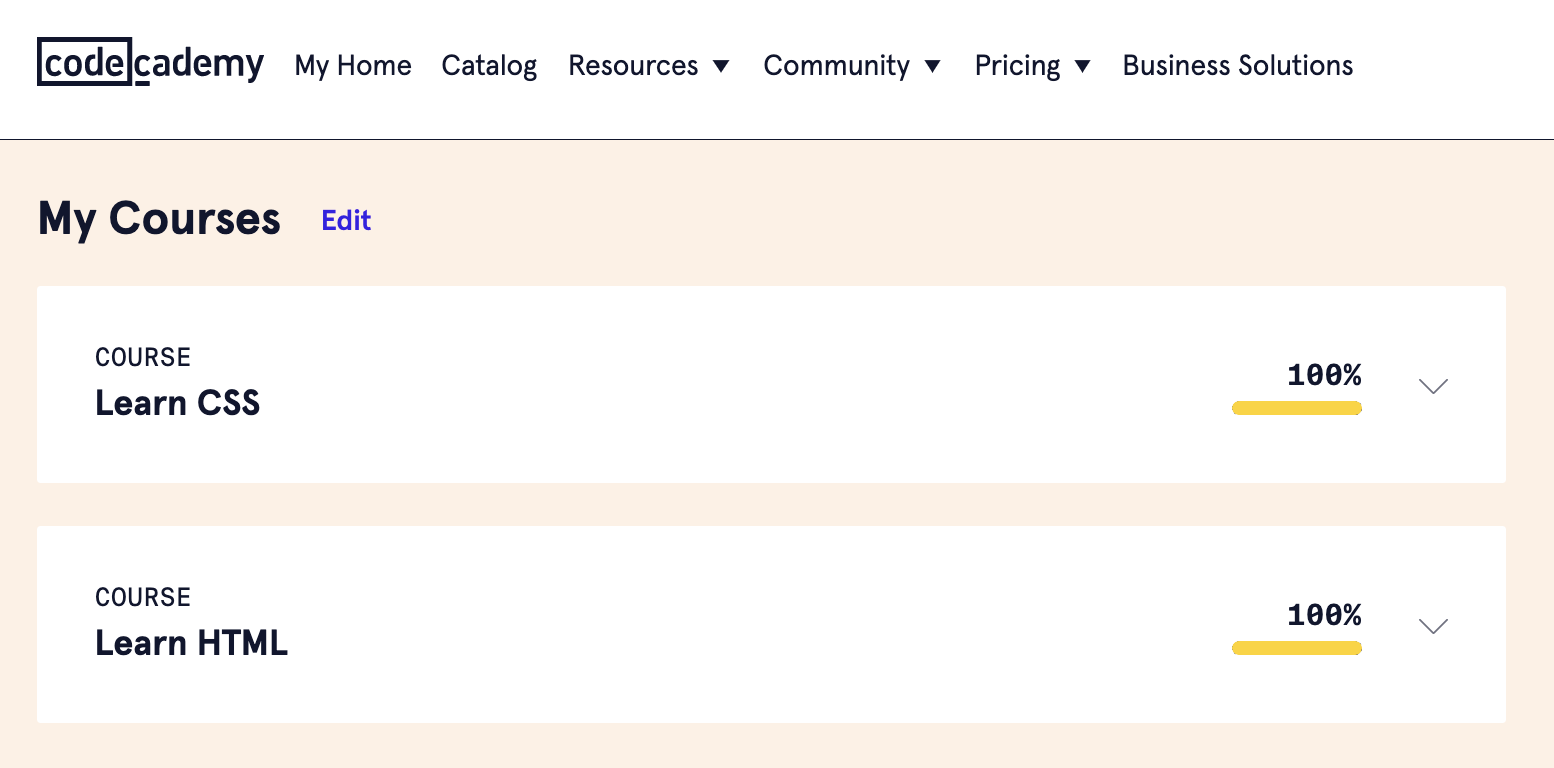 codecademy My Home Catalog Resources ▼ Community ▼ Pricing ▼ Business Solutions
My Courses Edit
COURSE
Learn CSS
100%
COURSE
Learn HTML
100%